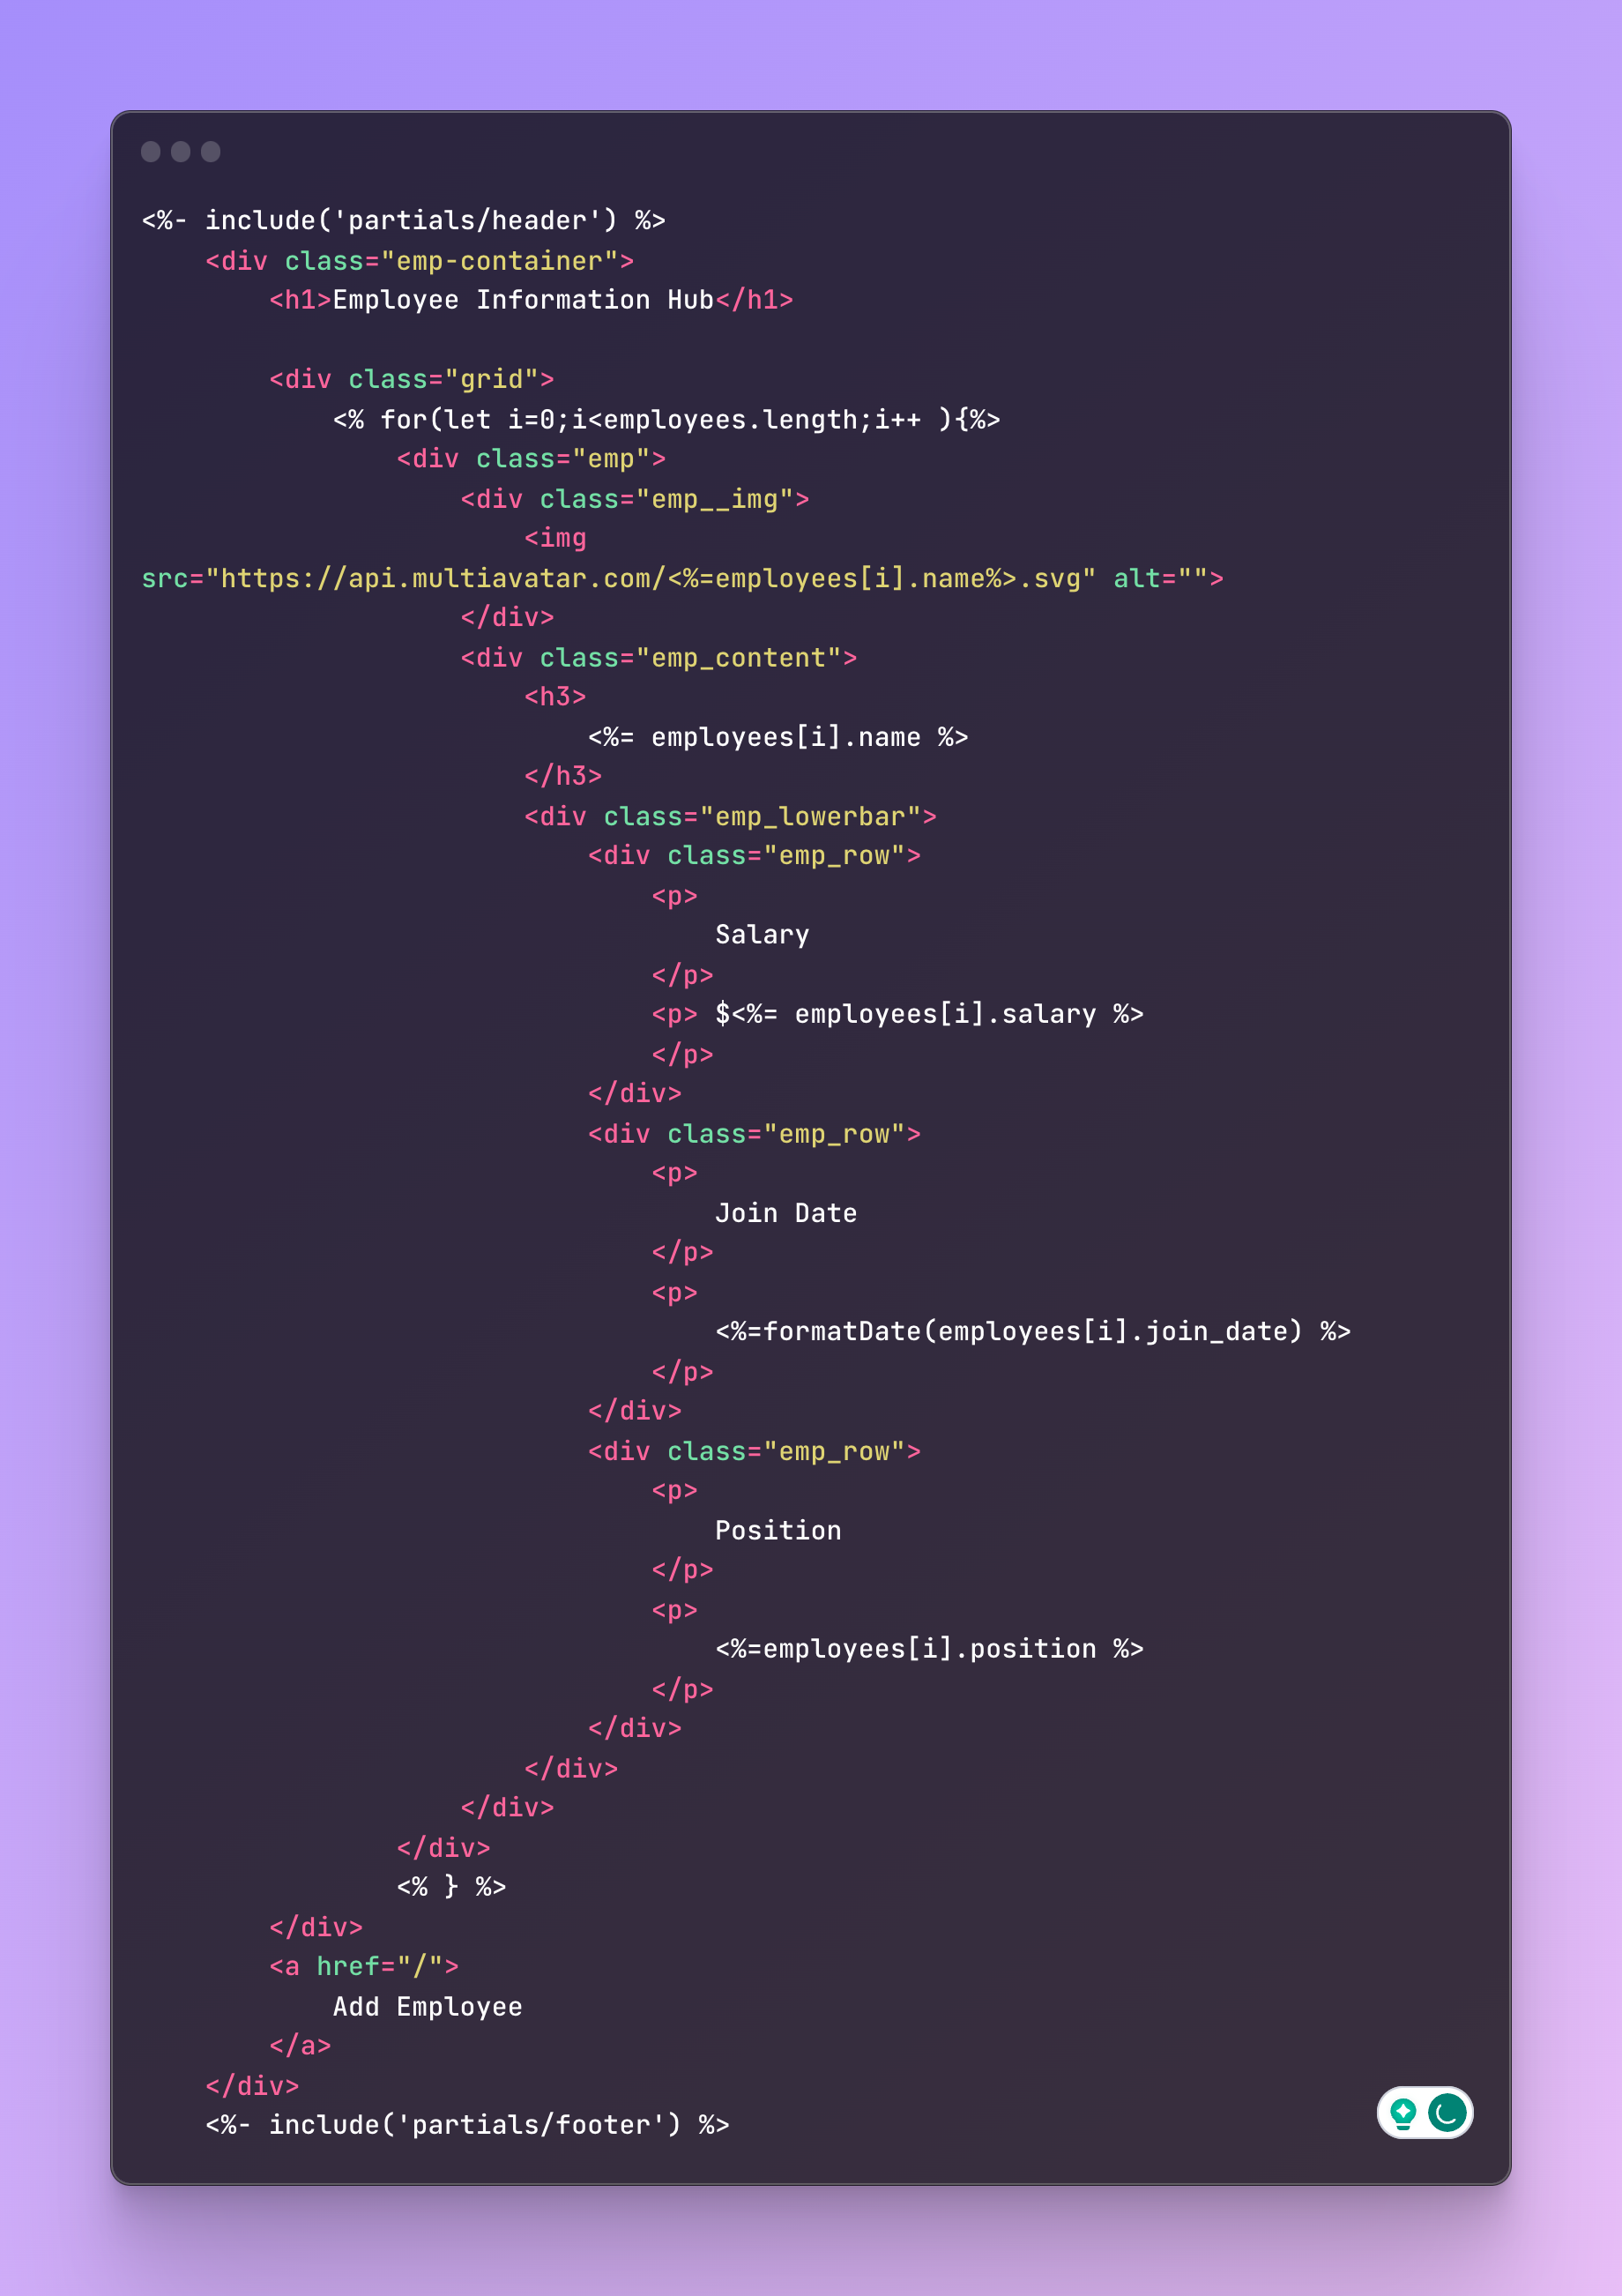 <%- include('partials/header') %>
    <div class="emp-container">
        <h1>Employee Information Hub</h1>

        <div class="grid">
            <% for(let i=0;i<employees.length;i++ ){%>
                <div class="emp">
                    <div class="emp__img">
                        <img
src="https://api.multiavatar.com/<%=employees[i].name%>.svg" alt="">
                    </div>
                    <div class="emp_content">
                        <h3>
                            <%= employees[i].name %>
                        </h3>
                        <div class="emp_lowerbar">
                            <div class="emp_row">
                                <p>
                                    Salary
                                </p>
                                <p> $<%= employees[i].salary %>
                                </p>
                            </div>
                            <div class="emp_row">
                                <p>
                                    Join Date
                                </p>
                                <p>
                                    <%=formatDate(employees[i].join_date) %>
                                </p>
                            </div>
                            <div class="emp_row">
                                <p>
                                    Position
                                </p>
                                <p>
                                    <%=employees[i].position %>
                                </p>
                            </div>
                        </div>
                    </div>
                </div>
                <% } %>
        </div>
        <a href="/">
            Add Employee
        </a>
    </div>
    <%- include('partials/footer') %>